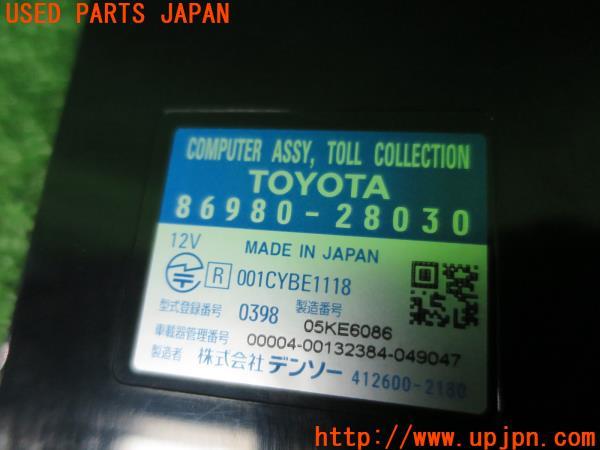 USED PARTS JAPAN
COMPUTER ASSY, TOLL COLLECTION
TOYOTA
86980-28030
12V
MADE IN JAPAN
R 001CYBE1118
型式登録番号 0398 製造番号 05KE6086
車載器管理番号 00004-00132384-049047
製造者 株式会社 デンソー 412600-2180
https://www.upjpn.com